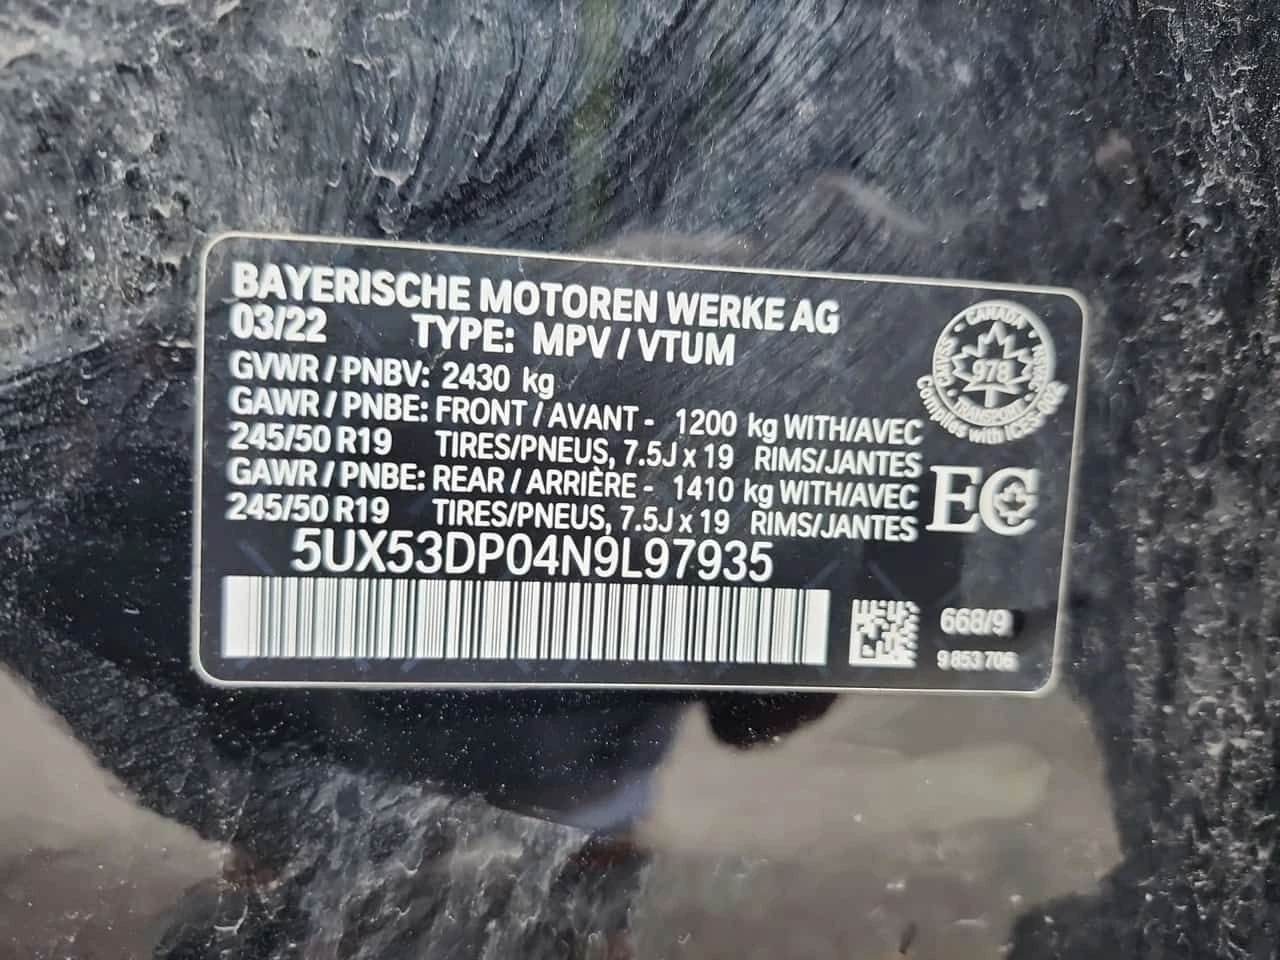 BAYERISCHE MOTOREN WERKE AG
03/22 TYPE: MPV / VTUM
GVWR / PNBV: 2430 kg
GAWR / PNBE: FRONT / AVANT - 1200 kg WITH/AVEC
245/50 R19 TIRES/PNEUS, 7.5J x 19 RIMS/JANTES
GAWR / PNBE: REAR / ARRIÈRE - 1410 kg WITH/AVEC
245/50 R19 TIRES/PNEUS, 7.5J x 19 RIMS/JANTES
5UX53DP04N9L97935
CANADA
978
TRANSPORT
Complies with ICES-002
EC
668/9
9 853 706